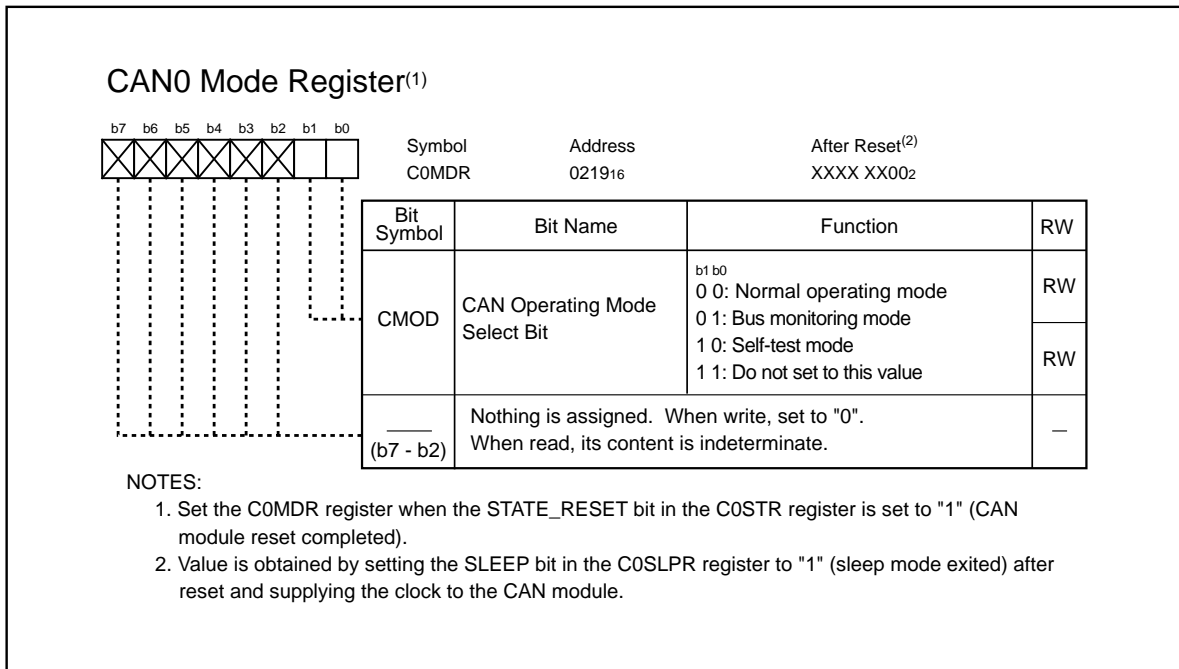 CAN0 Mode Register(1)
b7 b6 b5 b4 b3 b2 b1 b0
Symbol Address After Reset(2)
C0MDR 021916 XXXX XX002
Bit Symbol Bit Name Function RW
CMOD CAN Operating Mode Select Bit
b1 b0
0 0: Normal operating mode
0 1: Bus monitoring mode
1 0: Self-test mode
1 1: Do not set to this value
RW
RW
(b7 - b2)
Nothing is assigned. When write, set to "0".
When read, its content is indeterminate.
—
NOTES:
1. Set the C0MDR register when the STATE_RESET bit in the C0STR register is set to "1" (CAN
module reset completed).
2. Value is obtained by setting the SLEEP bit in the C0SLPR register to "1" (sleep mode exited) after
reset and supplying the clock to the CAN module.